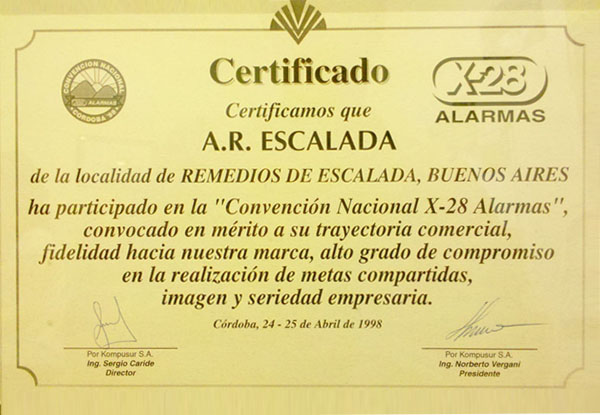 CONVENCION NACIONAL
X-28 ALARMAS
CORDOBA 98
Certificado
X-28
ALARMAS
Certificamos que
A.R. ESCALADA
de la localidad de REMEDIOS DE ESCALADA, BUENOS AIRES
ha participado en la "Convención Nacional X-28 Alarmas",
convocado en mérito a su trayectoria comercial,
fidelidad hacia nuestra marca, alto grado de compromiso
en la realización de metas compartidas,
imagen y seriedad empresaria.
Córdoba, 24 - 25 de Abril de 1998
Por Kompusur S.A.
Ing. Sergio Caride
Director
Por Kompusur S.A.
Ing. Norberto Vergani
Presidente